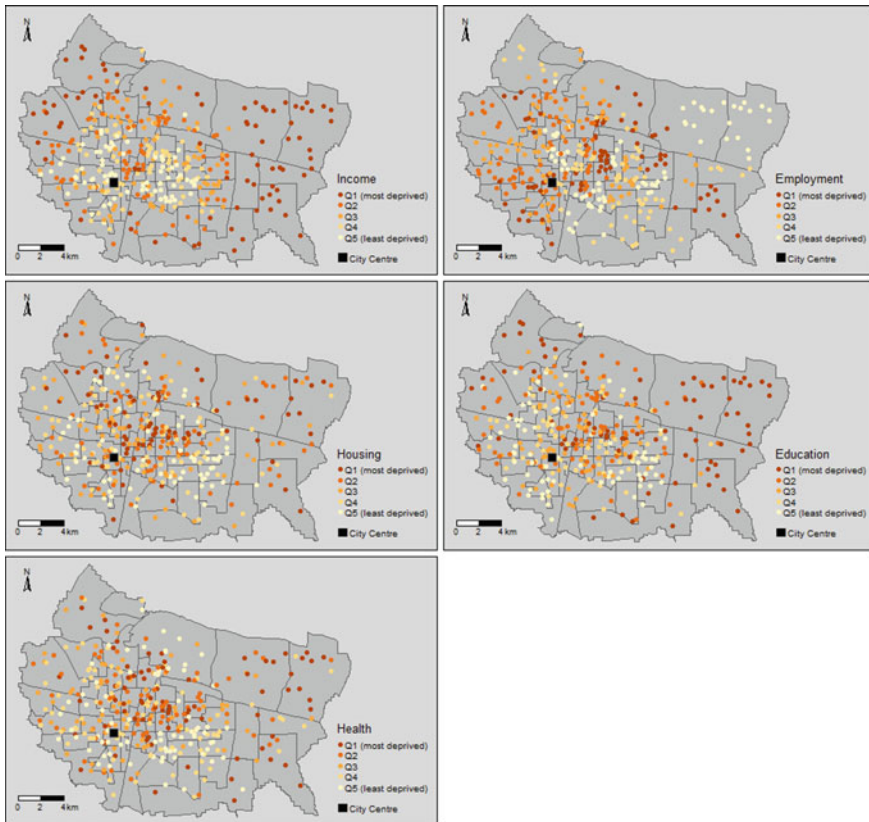 N
Income
Q1 (most deprived)
Q2
Q3
Q4
Q5 (least deprived)
City Centre
0 2 4 km
N
Employment
Q1 (most deprived)
Q2
Q3
Q4
Q5 (least deprived)
City Centre
0 2 4 km
N
Housing
Q1 (most deprived)
Q2
Q3
Q4
Q5 (least deprived)
City Centre
0 2 4 km
N
Education
Q1 (most deprived)
Q2
Q3
Q4
Q5 (least deprived)
City Centre
0 2 4 km
N
Health
Q1 (most deprived)
Q2
Q3
Q4
Q5 (least deprived)
City Centre
0 2 4 km